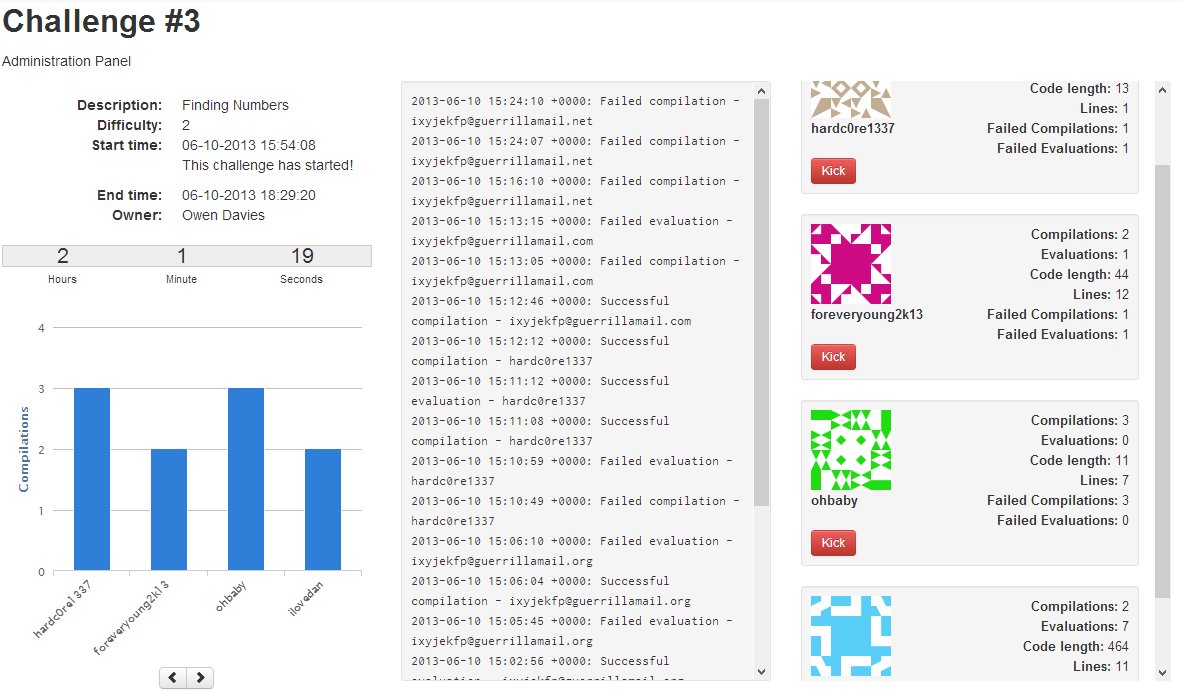 Challenge #3
Administration Panel
Description: Finding Numbers
Difficulty: 2
Start time: 06-10-2013 15:54:08
This challenge has started!
End time: 06-10-2013 18:29:20
Owner: Owen Davies
2 1 19
Hours Minute Seconds
4
3
2
1
0
Compilations
hardc0re1337
foreveryoung2k13
ohbaby
ilovedan
2013-06-10 15:24:10 +0000: Failed compilation -
ixyjekfp@guerrillamail.net
2013-06-10 15:24:07 +0000: Failed compilation -
ixyjekfp@guerrillamail.net
2013-06-10 15:16:10 +0000: Failed compilation -
ixyjekfp@guerrillamail.net
2013-06-10 15:13:15 +0000: Failed evaluation -
ixyjekfp@guerrillamail.com
2013-06-10 15:13:05 +0000: Failed compilation -
ixyjekfp@guerrillamail.com
2013-06-10 15:12:46 +0000: Successful
compilation - ixyjekfp@guerrillamail.com
2013-06-10 15:12:12 +0000: Successful
compilation - hardc0re1337
2013-06-10 15:11:12 +0000: Successful
evaluation - hardc0re1337
2013-06-10 15:11:08 +0000: Successful
compilation - hardc0re1337
2013-06-10 15:10:59 +0000: Failed evaluation -
hardc0re1337
2013-06-10 15:10:49 +0000: Failed compilation -
hardc0re1337
2013-06-10 15:06:10 +0000: Failed evaluation -
ixyjekfp@guerrillamail.org
2013-06-10 15:06:04 +0000: Successful
compilation - ixyjekfp@guerrillamail.org
2013-06-10 15:05:45 +0000: Failed evaluation -
ixyjekfp@guerrillamail.org
2013-06-10 15:02:56 +0000: Successful
evaluation - ixyjekfp@guerrillamail.org
Code length: 13
Lines: 1
Failed Compilations: 1
Failed Evaluations: 1
hardc0re1337
Kick
Compilations: 2
Evaluations: 1
Code length: 44
Lines: 12
Failed Compilations: 1
Failed Evaluations: 1
foreveryoung2k13
Kick
Compilations: 3
Evaluations: 0
Code length: 11
Lines: 7
Failed Compilations: 3
Failed Evaluations: 0
ohbaby
Kick
Compilations: 2
Evaluations: 7
Code length: 464
Lines: 11